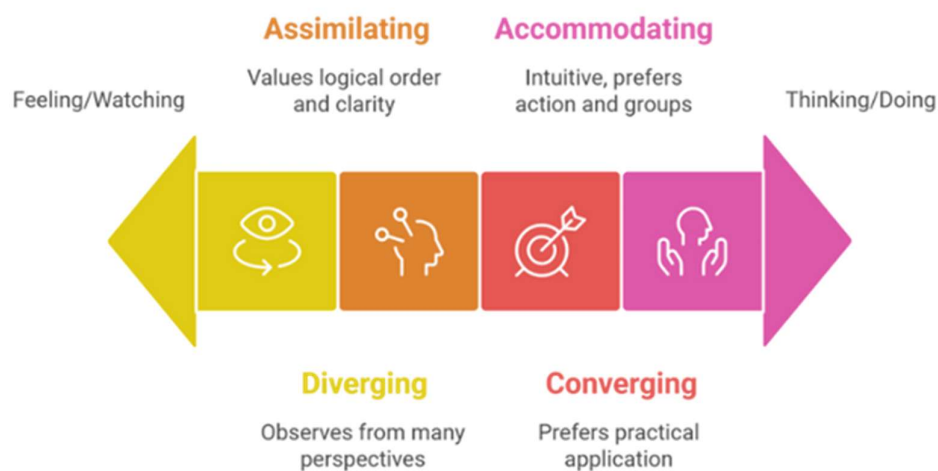 Assimilating
Accommodating
Values logical order
and clarity
Intuitive, prefers
action and groups
Feeling/Watching
Thinking/Doing
Diverging
Converging
Observes from many
perspectives
Prefers practical
application